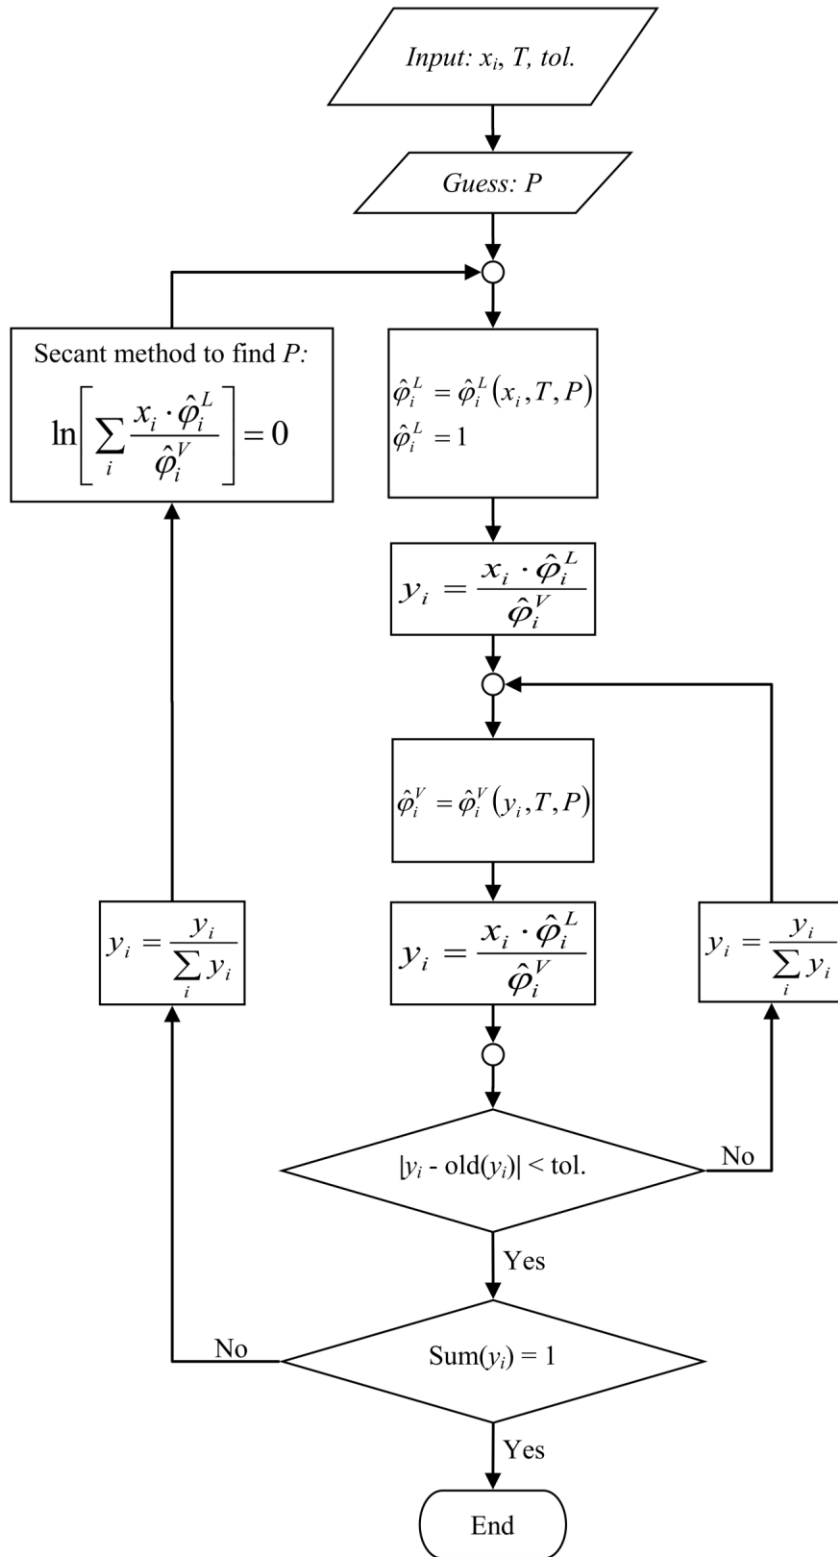 Input: xᵢ, T, tol.
Guess: P
Secant method to find P:
ln[∑ᵢ xᵢ · φ̂ᵢᴸ / φ̂ᵢⱽ] = 0
φ̂ᵢᴸ = φ̂ᵢᴸ(xᵢ, T, P)
φ̂ᵢᴸ = 1
yᵢ = xᵢ · φ̂ᵢᴸ / φ̂ᵢⱽ
φ̂ᵢⱽ = φ̂ᵢⱽ(yᵢ, T, P)
yᵢ = yᵢ / ∑ᵢ yᵢ
yᵢ = xᵢ · φ̂ᵢᴸ / φ̂ᵢⱽ
yᵢ = yᵢ / ∑ᵢ yᵢ
|yᵢ - old(yᵢ)| < tol.
No
Yes
No
Sum(yᵢ) = 1
Yes
End